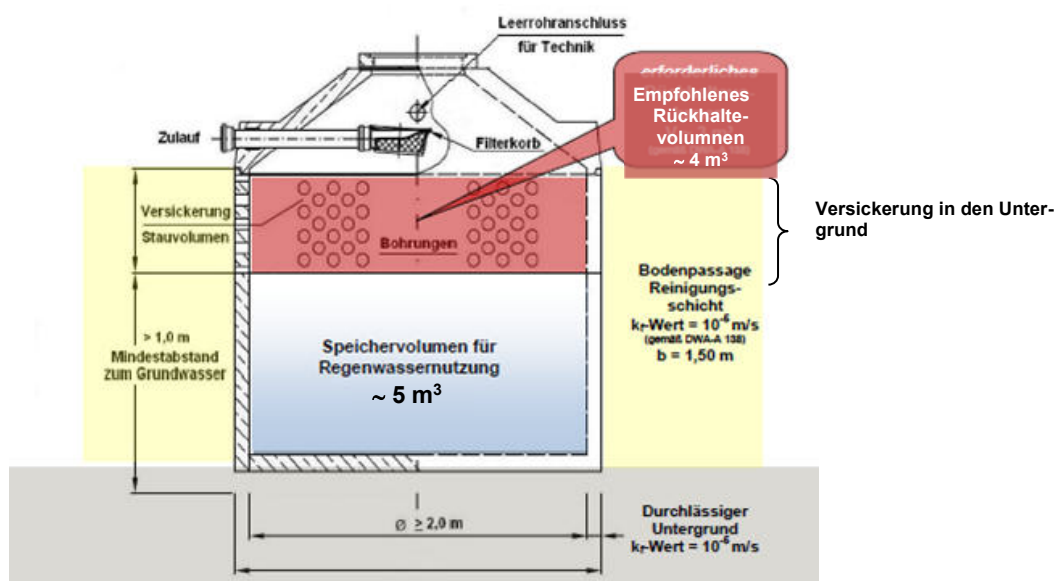 Leerrohranschluss
für Technik
erforderliches
Empfohlenes
Rückhalte-
volumnen
~ 4 m³
Zulauf
Filterkorb
Versickerung
Stauvolumen
Bohrungen
Versickerung in den Unter-
grund
Bodenpassage
Reinigungs-
schicht
kf-Wert = 10⁻⁶ m/s
(gemäß DWA-A 138)
b = 1,50 m
> 1,0 m
Mindestabstand
zum Grundwasser
Speichervolumen für
Regenwassernutzung
~ 5 m³
Ø ≥ 2,0 m
Durchlässiger
Untergrund
kf-Wert = 10⁻⁶ m/s